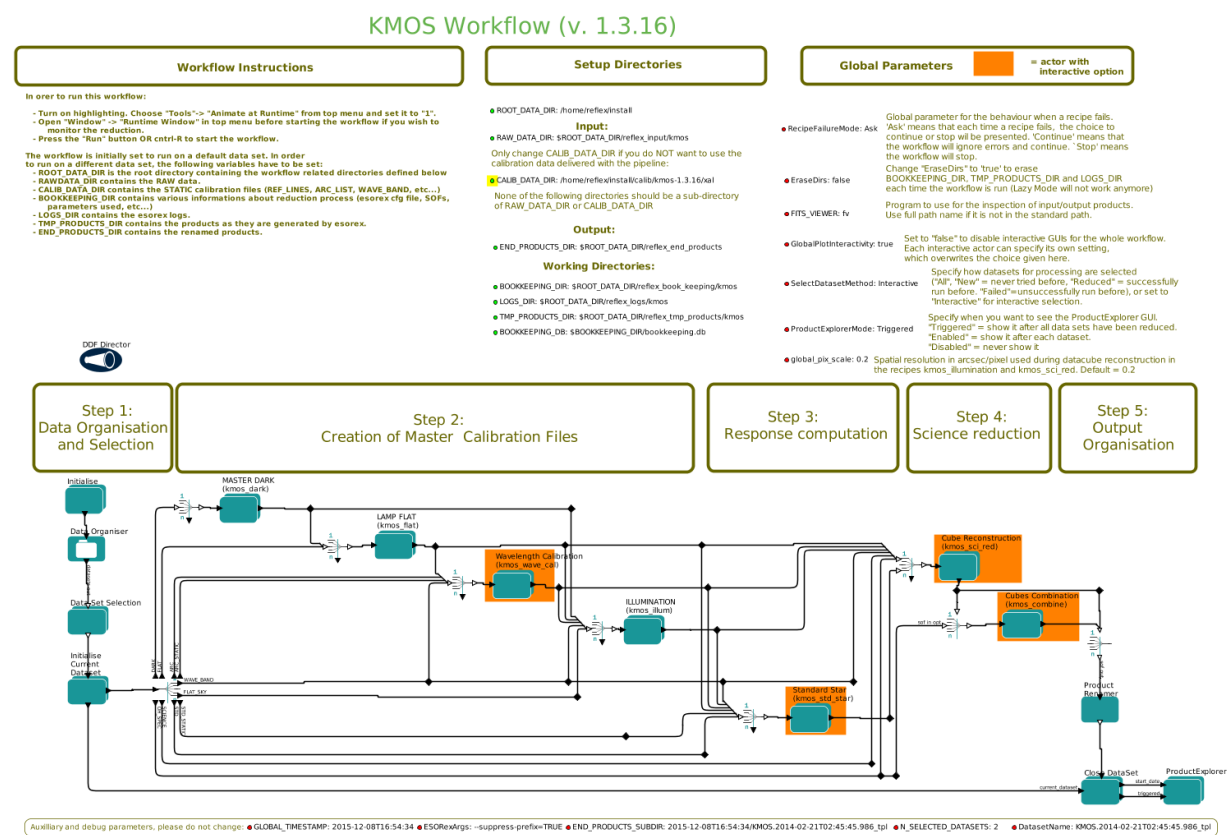 KMOS Workflow (v. 1.3.16)
Workflow Instructions
In orer to run this workflow:
- Turn on highlighting. Choose "Tools"-> "Animate at Runtime" from top menu and set it to "1".
- Open "Window" -> "Runtime Window" in top menu before starting the workflow if you wish to
monitor the reduction.
- Press the "Run" button OR cntrl-R to start the workflow.
The workflow is initially set to run on a default data set. In order
to run on a different data set, the following variables have to be set:
- ROOT_DATA_DIR is the root directory containing the workflow related directories defined below
- RAWDATA_DIR contains the RAW data.
- CALIB_DATA_DIR contains the STATIC calibration files (REF_LINES, ARC_LIST, WAVE_BAND, etc...)
- BOOKKEEPING_DIR contains various informations about reduction process (esorex cfg file, SOFs,
parameters used, etc...)
- LOGS_DIR contains the esorex logs.
- TMP_PRODUCTS_DIR contains the products as they are generated by esorex.
- END_PRODUCTS_DIR contains the renamed products.
Setup Directories
ROOT_DATA_DIR: /home/reflex/install
Input:
RAW_DATA_DIR: $ROOT_DATA_DIR/reflex_input/kmos
Only change CALIB_DATA_DIR if you do NOT want to use the
calibration data delivered with the pipeline:
CALIB_DATA_DIR: /home/reflex/install/calib/kmos-1.3.16/xal
None of the following directories should be a sub-directory
of RAW_DATA_DIR or CALIB_DATA_DIR
Output:
END_PRODUCTS_DIR: $ROOT_DATA_DIR/reflex_end_products
Working Directories:
BOOKKEEPING_DIR: $ROOT_DATA_DIR/reflex_book_keeping/kmos
LOGS_DIR: $ROOT_DATA_DIR/reflex_logs/kmos
TMP_PRODUCTS_DIR: $ROOT_DATA_DIR/reflex_tmp_products/kmos
BOOKKEEPING_DB: $BOOKKEEPING_DIR/bookkeeping.db
Global Parameters
= actor with
interactive option
RecipeFailureMode: Ask
Global parameter for the behaviour when a recipe fails.
'Ask' means that each time a recipe fails, the choice to
continue or stop will be presented. 'Continue' means that
the workflow will ignore errors and continue. `Stop' means
the workflow will stop.
EraseDirs: false
Change "EraseDirs" to 'true' to erase
BOOKKEEPING_DIR, TMP_PRODUCTS_DIR and LOGS_DIR
each time the workflow is run (Lazy Mode will not work anymore)
FITS_VIEWER: fv
Program to use for the inspection of input/output products.
Use full path name if it is not in the standard path.
GlobalPlotInteractivity: true
Set to "false" to disable interactive GUIs for the whole workflow.
Each interactive actor can specify its own setting,
which overwrites the choice given here.
SelectDatasetMethod: Interactive
Specify how datasets for processing are selected
("All", "New" = never tried before, "Reduced" = successfully
run before. "Failed"=unsuccessfully run before), or set to
"Interactive" for interactive selection.
ProductExplorerMode: Triggered
Specify when you want to see the ProductExplorer GUI.
"Triggered" = show it after all data sets have been reduced.
"Enabled" = show it after each dataset.
"Disabled" = never show it
global_pix_scale: 0.2
Spatial resolution in arcsec/pixel used during datacube reconstruction in
the recipes kmos_illumination and kmos_sci_red. Default = 0.2
DDF Director
Step 1:
Data Organisation
and Selection
Step 2:
Creation of Master Calibration Files
Step 3:
Response computation
Step 4:
Science reduction
Step 5:
Output
Organisation
Initialise
Data Organiser
Data Set Selection
Initialise
Current
Dataset
MASTER DARK
(kmos_dark)
LAMP FLAT
(kmos_flat)
Wavelength Calibration
(kmos_wave_cal)
ILLUMINATION
(kmos_illum)
Standard Star
(kmos_std_star)
Cube Reconstruction
(kmos_sci_red)
Cubes Combination
(kmos_combine)
Product
Renamer
Close DataSet
ProductExplorer
DARK
FLAT
ARC
ARC_STATIC
WAVE_BAND
FLAT_SKY
SCIENCE
STD
sof in opt
current_dataset
start_date
triggered
Auxilliary and debug parameters, please do not change: GLOBAL_TIMESTAMP: 2015-12-08T16:54:34 ESORexArgs: --suppress-prefix=TRUE END_PRODUCTS_SUBDIR: 2015-12-08T16:54:34/KMOS.2014-02-21T02:45:45.986_tpl N_SELECTED_DATASETS: 2 DatasetName: KMOS.2014-02-21T02:45:45.986_tpl